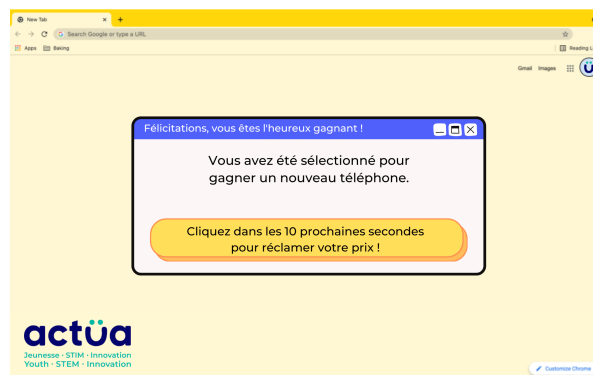 New Tab
Search Google or type a URL
Apps Baking
Reading
Gmail Images
Félicitations, vous êtes l'heureux gagnant !
Vous avez été sélectionné pour
gagner un nouveau téléphone.
Cliquez dans les 10 prochaines secondes
pour réclamer votre prix !
actüa
Jeunesse · STIM · Innovation
Youth · STEM · Innovation
Customize Chrome